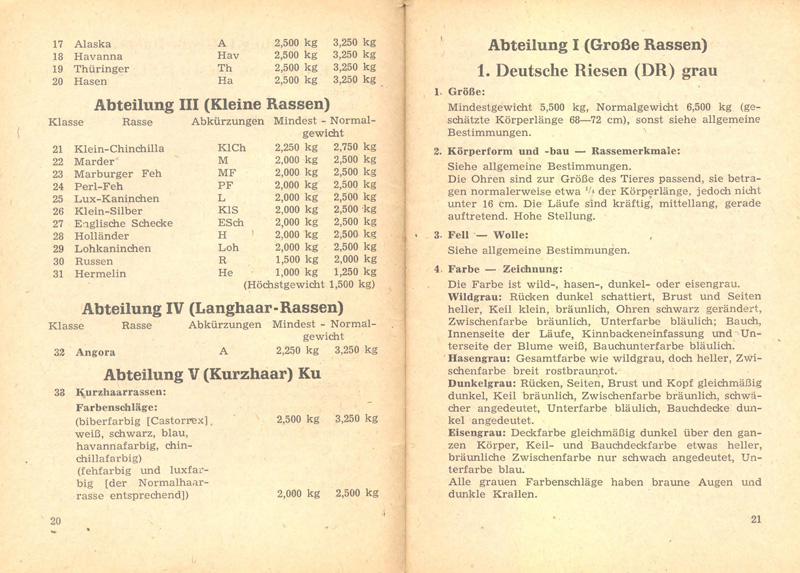 17 Alaska A 2,500 kg 3,250 kg
18 Havanna Hav 2,500 kg 3,250 kg
19 Thüringer Th 2,500 kg 3,250 kg
20 Hasen Ha 2,500 kg 3,250 kg
Abteilung III (Kleine Rassen)
Klasse Rasse Abkürzungen Mindest - Normal-
gewicht
21 Klein-Chinchilla KlCh 2,250 kg 2,750 kg
22 Marder M 2,000 kg 2,500 kg
23 Marburger Feh MF 2,000 kg 2,500 kg
24 Perl-Feh PF 2,000 kg 2,500 kg
25 Lux-Kaninchen L 2,000 kg 2,500 kg
26 Klein-Silber KlS 2,000 kg 2,500 kg
27 Englische Schecke ESch 2,000 kg 2,500 kg
28 Holländer H 2,000 kg 2,500 kg
29 Lohkaninchen Loh 2,000 kg 2,500 kg
30 Russen R 1,500 kg 2,000 kg
31 Hermelin He 1,000 kg 1,250 kg
(Höchstgewicht 1,500 kg)
Abteilung IV (Langhaar-Rassen)
Klasse Rasse Abkürzungen Mindest - Normal-
gewicht
32 Angora A 2,250 kg 3,250 kg
Abteilung V (Kurzhaar) Ku
33 Kurzhaarrassen:
Farbenschläge:
(biberfarbig [Castorrex], 2,500 kg 3,250 kg
weiß, schwarz, blau,
havannafarbig, chin-
chillafarbig)
(fehfarbig und luxfar-
big [der Normalhaar-
rasse entsprechend]) 2,000 kg 2,500 kg
20
Abteilung I (Große Rassen)
1. Deutsche Riesen (DR) grau
1. Größe:
Mindestgewicht 5,500 kg, Normalgewicht 6,500 kg (ge-
schätzte Körperlänge 68—72 cm), sonst siehe allgemeine
Bestimmungen.
2. Körperform und -bau — Rassemerkmale:
Siehe allgemeine Bestimmungen.
Die Ohren sind zur Größe des Tieres passend, sie betra-
gen normalerweise etwa der Körperlänge, jedoch nicht
unter 16 cm. Die Läufe sind kräftig, mittellang, gerade
auftretend. Hohe Stellung.
3. Fell — Wolle:
Siehe allgemeine Bestimmungen.
4. Farbe — Zeichnung:
Die Farbe ist wild-, hasen-, dunkel- oder eisengrau.
Wildgrau: Rücken dunkel schattiert, Brust und Seiten
heller, Keil klein, bräunlich, Ohren schwarz gerändert,
Zwischenfarbe bräunlich, Unterfarbe bläulich; Bauch,
Innenseite der Läufe, Kinnbackeneinfassung und Un-
terseite der Blume weiß, Bauchunterfarbe bläulich.
Hasengrau: Gesamtfarbe wie wildgrau, doch heller, Zwi-
schenfarbe breit rostbraunrot.
Dunkelgrau: Rücken, Seiten, Brust und Kopf gleichmäßig
dunkel, Keil bräunlich, Zwischenfarbe bräunlich, schwä-
cher angedeutet, Unterfarbe bläulich, Bauchdecke dun-
kel angedeutet.
Eisengrau: Deckfarbe gleichmäßig dunkel über den gan-
zen Körper, Keil- und Bauchdeckfarbe etwas heller,
bräunliche Zwischenfarbe nur schwach angedeutet, Un-
terfarbe blau.
Alle grauen Farbenschläge haben braune Augen und
dunkle Krallen.
21